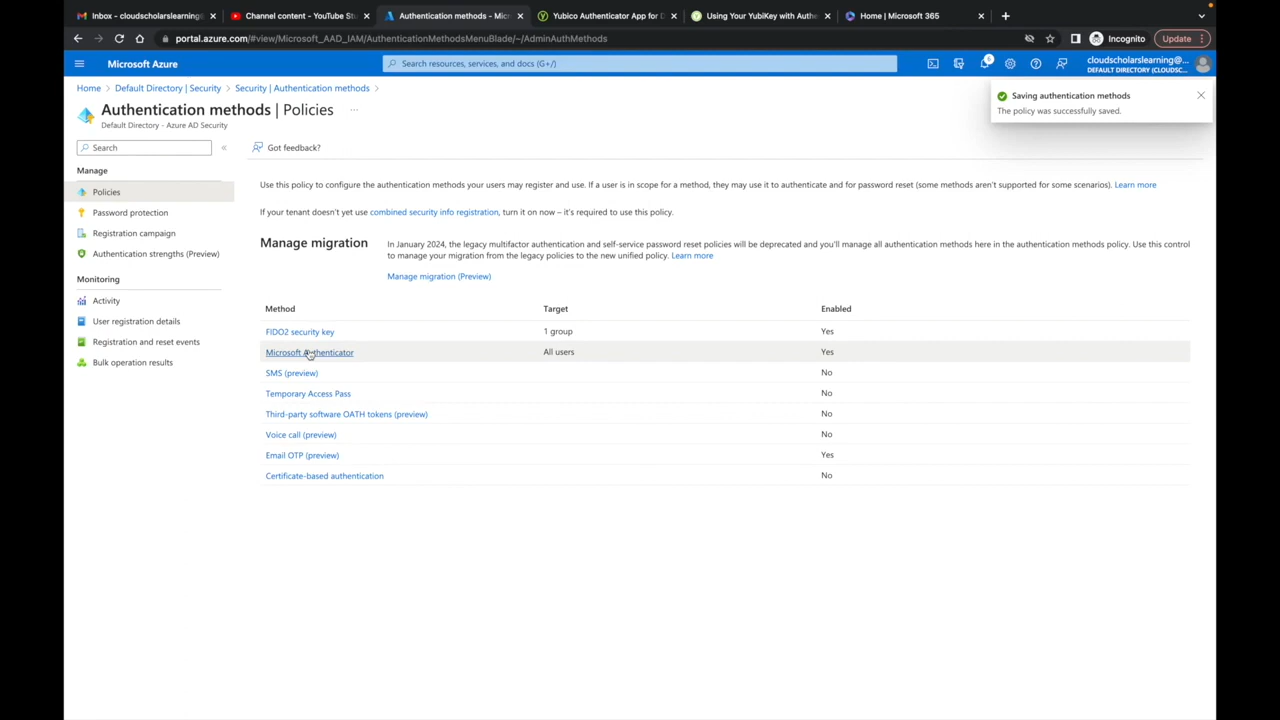 Inbox - cloudscholarslearning@
Channel content - YouTube Stu
Authentication methods - Micr
Yubico Authenticator App for D
Using Your YubiKey with Authe
Home | Microsoft 365
portal.azure.com/#view/Microsoft_AAD_IAM/AuthenticationMethodsMenuBlade/~/AdminAuthMethods
Incognito
Update
Microsoft Azure
Search resources, services, and docs (G+/)
cloudscholarslearning@...
DEFAULT DIRECTORY (CLOUDSC...
Home
Default Directory | Security
Security | Authentication methods
Authentication methods | Policies
...
Default Directory - Azure AD Security
Saving authentication methods
The policy was successfully saved.
Search
«
Got feedback?
Manage
Policies
Password protection
Registration campaign
Authentication strengths (Preview)
Monitoring
Activity
User registration details
Registration and reset events
Bulk operation results
Use this policy to configure the authentication methods your users may register and use. If a user is in scope for a method, they may use it to authenticate and for password reset (some methods aren't supported for some scenarios). Learn more
If your tenant doesn't yet use combined security info registration, turn it on now – it's required to use this policy.
Manage migration
In January 2024, the legacy multifactor authentication and self-service password reset policies will be deprecated and you'll manage all authentication methods here in the authentication methods policy. Use this control
to manage your migration from the legacy policies to the new unified policy. Learn more
Manage migration (Preview)
Method Target Enabled
FIDO2 security key 1 group Yes
Microsoft Authenticator All users Yes
SMS (preview) No
Temporary Access Pass No
Third-party software OATH tokens (preview) No
Voice call (preview) No
Email OTP (preview) Yes
Certificate-based authentication No